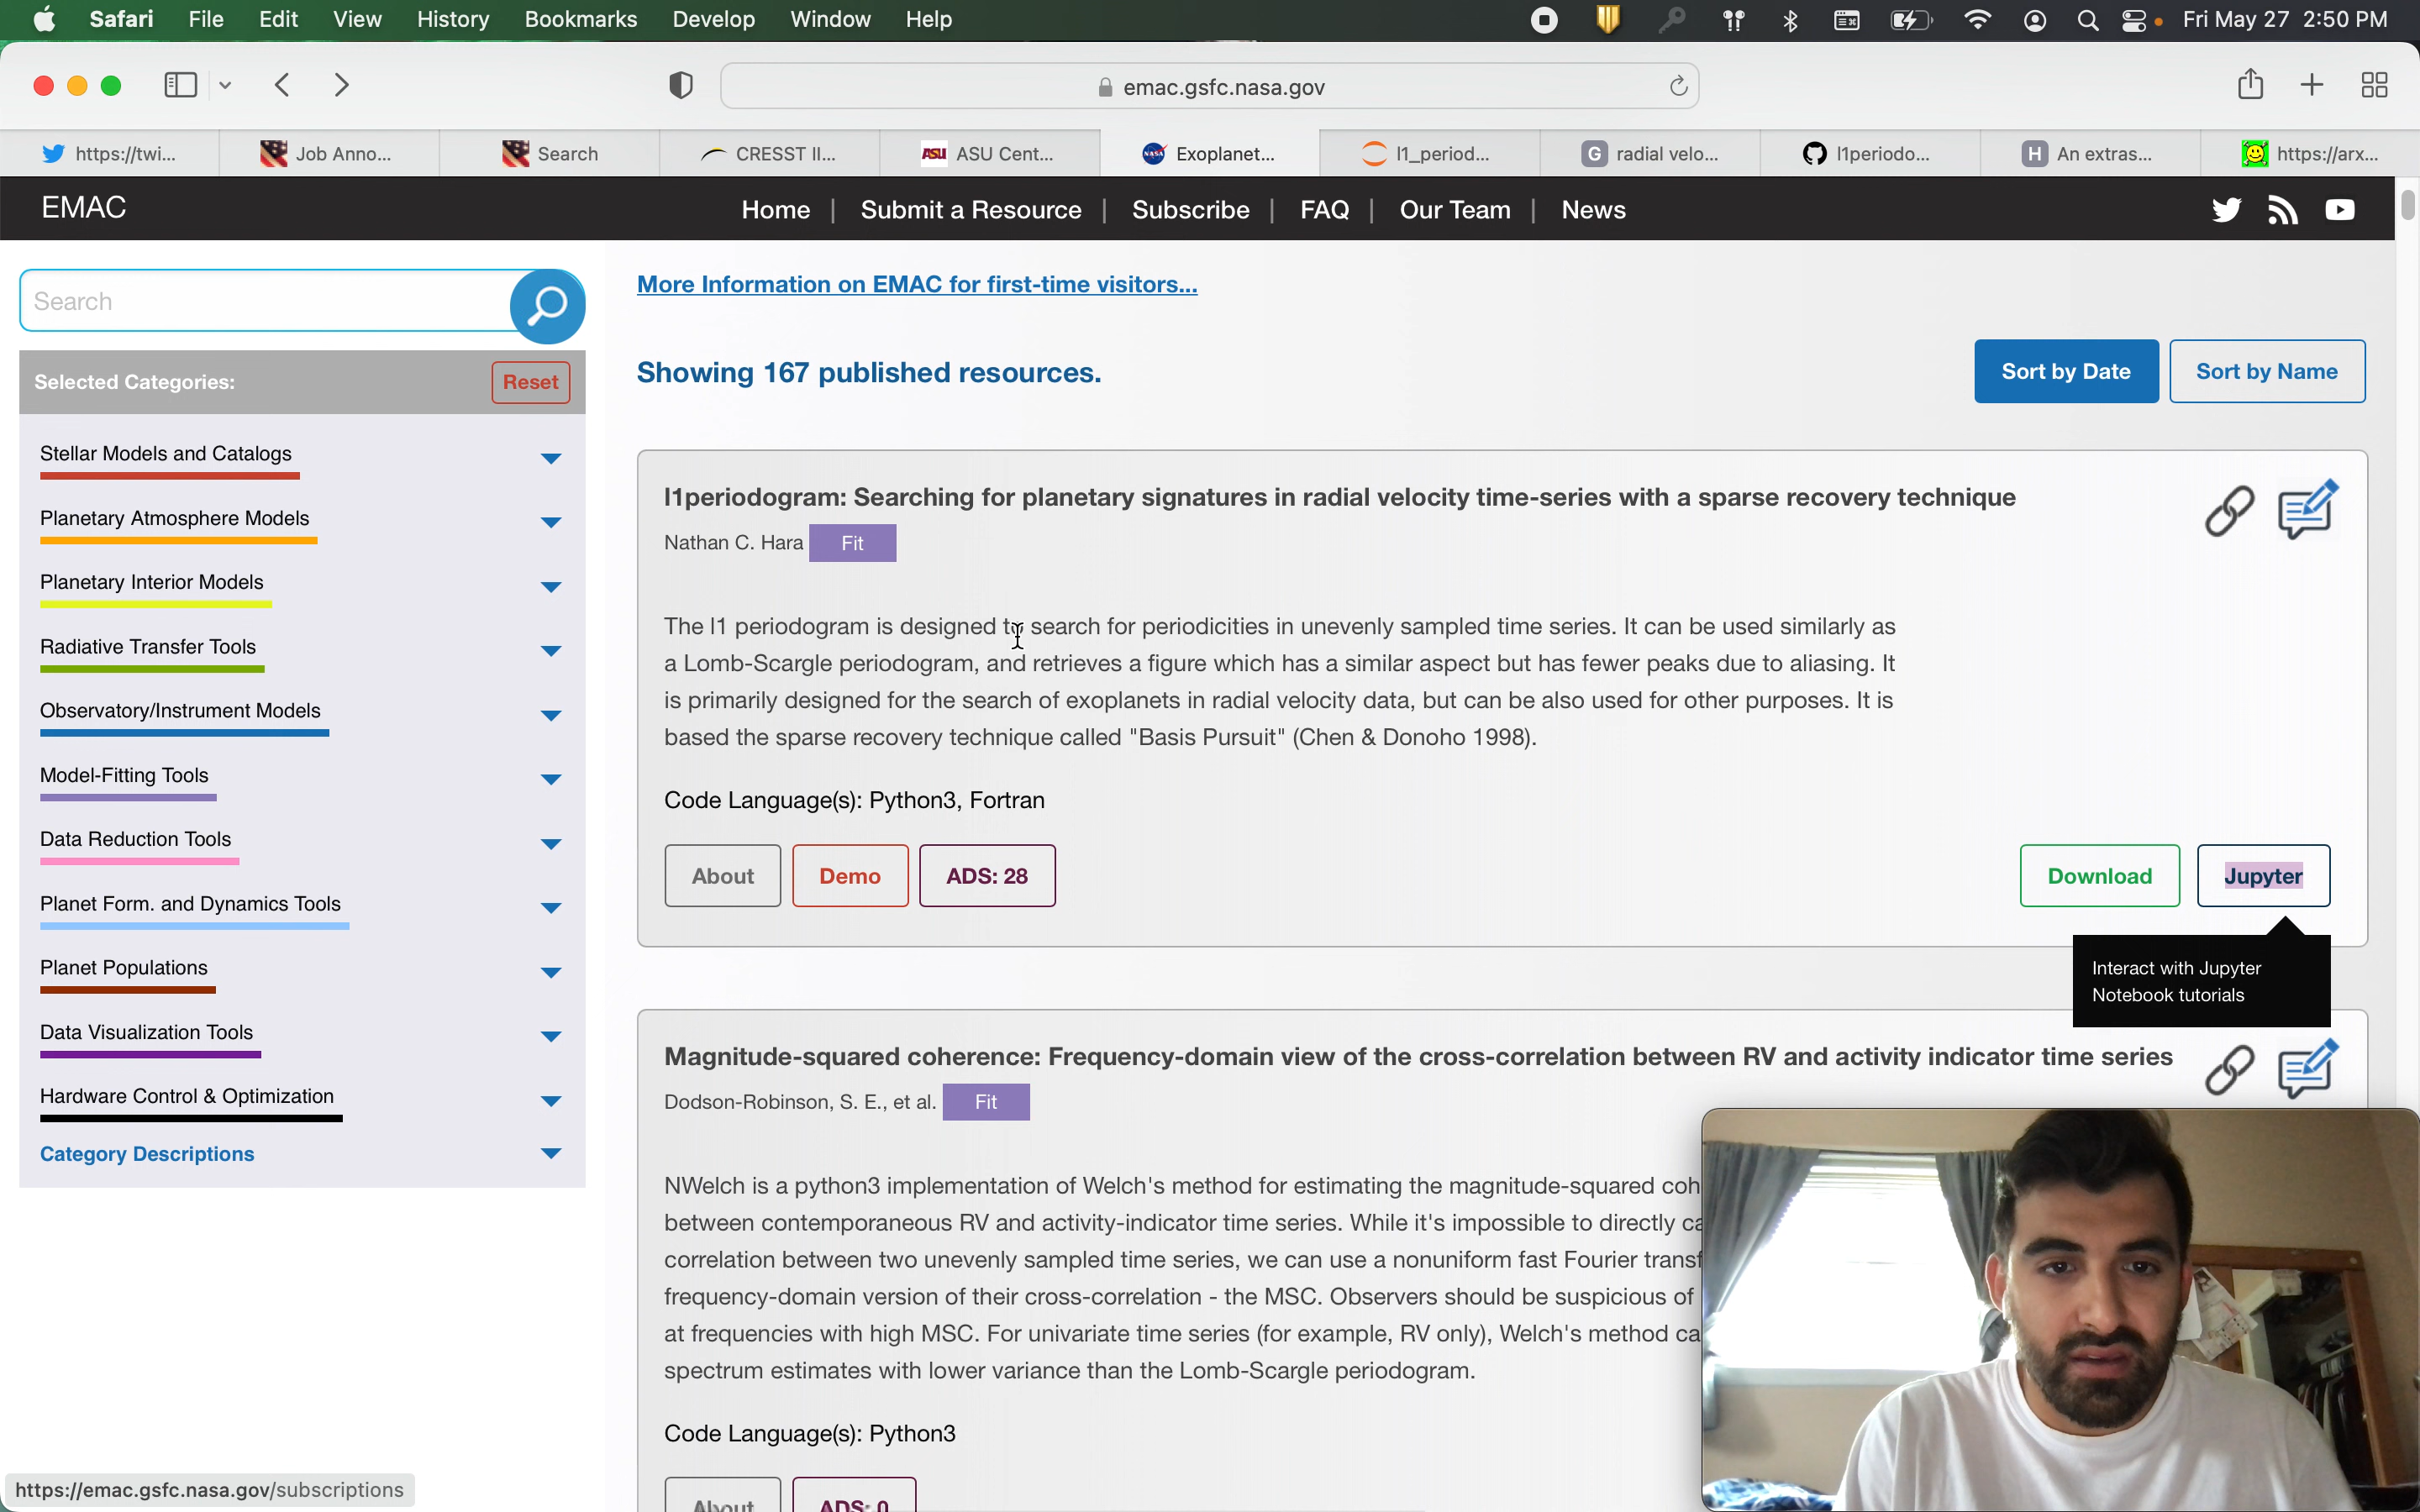 Safari File Edit View History Bookmarks Develop Window Help Fri May 27 2:50 PM
emac.gsfc.nasa.gov
https://twi... Job Anno... Search CRESST II... ASU ASU Cent... Exoplanet... l1_period... G radial velo... l1periodo... H An extras... https://arx...
EMAC Home | Submit a Resource | Subscribe | FAQ | Our Team | News
Search
Selected Categories: Reset
Stellar Models and Catalogs
Planetary Atmosphere Models
Planetary Interior Models
Radiative Transfer Tools
Observatory/Instrument Models
Model-Fitting Tools
Data Reduction Tools
Planet Form. and Dynamics Tools
Planet Populations
Data Visualization Tools
Hardware Control & Optimization
Category Descriptions
More Information on EMAC for first-time visitors...
Showing 167 published resources.
Sort by Date Sort by Name
l1periodogram: Searching for planetary signatures in radial velocity time-series with a sparse recovery technique
Nathan C. Hara Fit
The l1 periodogram is designed to search for periodicities in unevenly sampled time series. It can be used similarly as
a Lomb-Scargle periodogram, and retrieves a figure which has a similar aspect but has fewer peaks due to aliasing. It
is primarily designed for the search of exoplanets in radial velocity data, but can be also used for other purposes. It is
based the sparse recovery technique called "Basis Pursuit" (Chen & Donoho 1998).
Code Language(s): Python3, Fortran
About Demo ADS: 28 Download Jupyter
Interact with Jupyter
Notebook tutorials
Magnitude-squared coherence: Frequency-domain view of the cross-correlation between RV and activity indicator time series
Dodson-Robinson, S. E., et al. Fit
NWelch is a python3 implementation of Welch's method for estimating the magnitude-squared coh
between contemporaneous RV and activity-indicator time series. While it's impossible to directly ca
correlation between two unevenly sampled time series, we can use a nonuniform fast Fourier transf
frequency-domain version of their cross-correlation - the MSC. Observers should be suspicious of
at frequencies with high MSC. For univariate time series (for example, RV only), Welch's method ca
spectrum estimates with lower variance than the Lomb-Scargle periodogram.
Code Language(s): Python3
About ADS: 0
https://emac.gsfc.nasa.gov/subscriptions